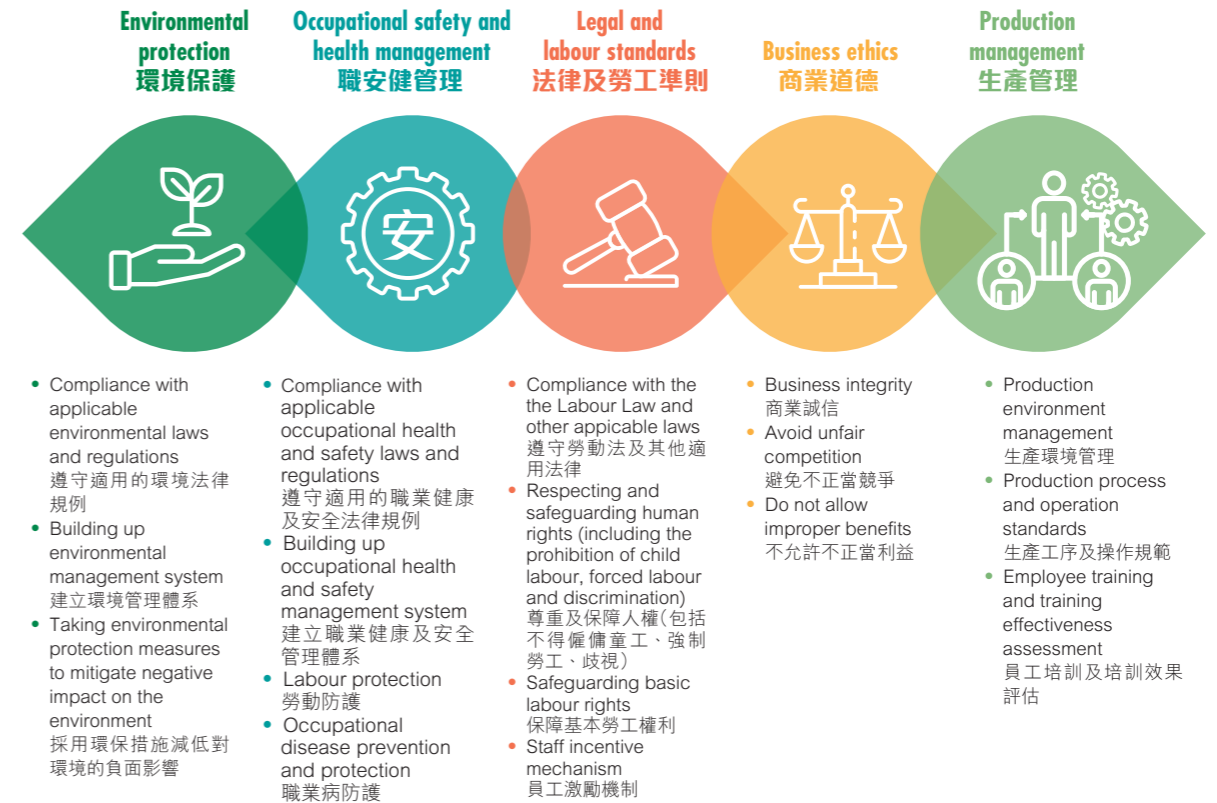 Environmental
protection
環境保護
Occupational safety and
health management
職安健管理
Legal and
labour standards
法律及勞工準則
Business ethics
商業道德
Production
management
生產管理
安
• Compliance with
applicable
environmental laws
and regulations
遵守適用的環境法律
規例
• Building up
environmental
management system
建立環境管理體系
• Taking environmental
protection measures
to mitigate negative
impact on the
environment
採用環保措施減低對
環境的負面影響
• Compliance with
applicable
occupational health
and safety laws and
regulations
遵守適用的職業健康
及安全法律規例
• Building up
occupational health
and safety
management system
建立職業健康及安全
管理體系
• Labour protection
勞動防護
• Occupational
disease prevention
and protection
職業病防護
• Compliance with the
the Labour Law and
other appicable laws
遵守勞動法及其他適
用法律
• Respecting and
safeguarding human
rights (including the
prohibition of child
labour, forced labour
and discrimination)
尊重及保障人權（包括
不得僱傭童工、強制
勞工、歧視）
• Safeguarding basic
labour rights
保障基本勞工權利
• Staff incentive
mechanism
員工激勵機制
• Business integrity
商業誠信
• Avoid unfair
competition
避免不正當競爭
• Do not allow
improper benefits
不允許不正當利益
• Production
environment
management
生產環境管理
• Production process
and operation
standards
生產工序及操作規範
• Employee training
and training
effectiveness
assessment
員工培訓及培訓效果
評估